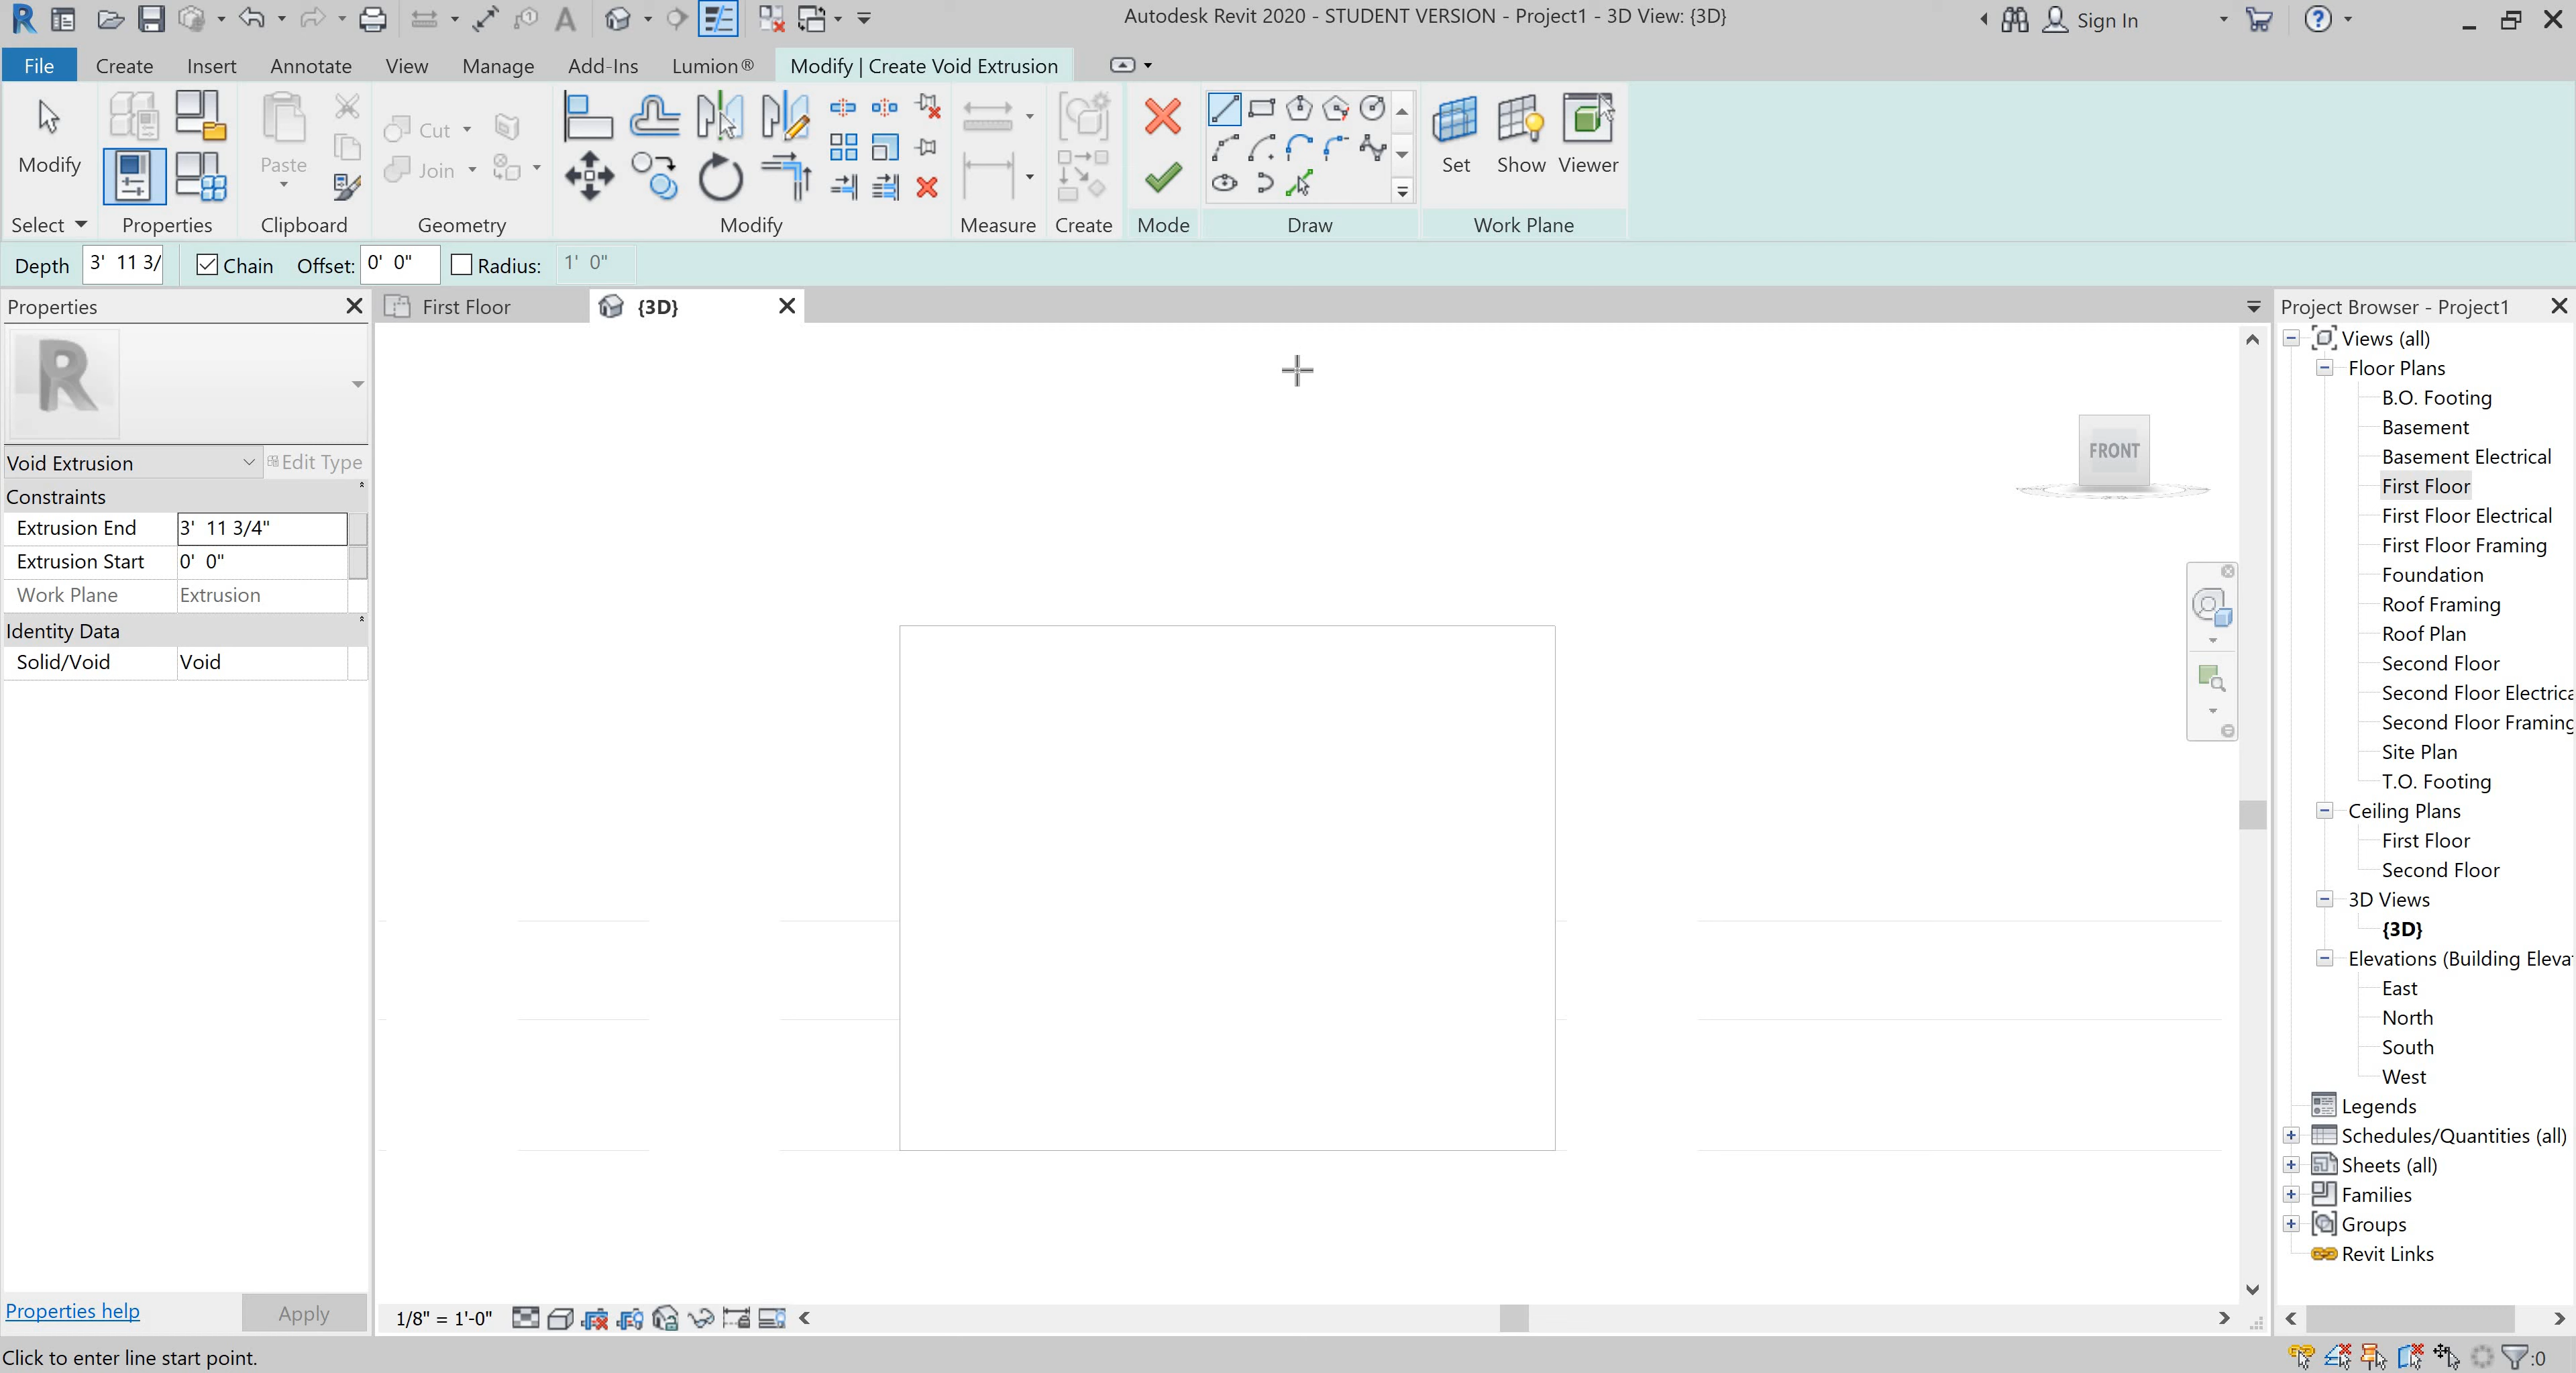 Autodesk Revit 2020 - STUDENT VERSION - Project1 - 3D View: {3D}
Sign In
File Create Insert Annotate View Manage Add-Ins Lumion® Modify | Create Void Extrusion
Modify
Paste
Cut
Join
Set Show Viewer
Select Properties Clipboard Geometry Modify Measure Create Mode Draw Work Plane
Depth 3' 11 3/ Chain Offset: 0' 0" Radius: 1' 0"
Properties
First Floor
{3D}
Project Browser - Project1
Void Extrusion
Edit Type
Constraints
Extrusion End 3' 11 3/4"
Extrusion Start 0' 0"
Work Plane Extrusion
Identity Data
Solid/Void Void
Properties help
Apply
FRONT
Views (all)
Floor Plans
B.O. Footing
Basement
Basement Electrical
First Floor
First Floor Electrical
First Floor Framing
Foundation
Roof Framing
Roof Plan
Second Floor
Second Floor Electrica
Second Floor Framing
Site Plan
T.O. Footing
Ceiling Plans
First Floor
Second Floor
3D Views
{3D}
Elevations (Building Eleva
East
North
South
West
Legends
Schedules/Quantities (all)
Sheets (all)
Families
Groups
Revit Links
1/8" = 1'-0"
Click to enter line start point.
:0